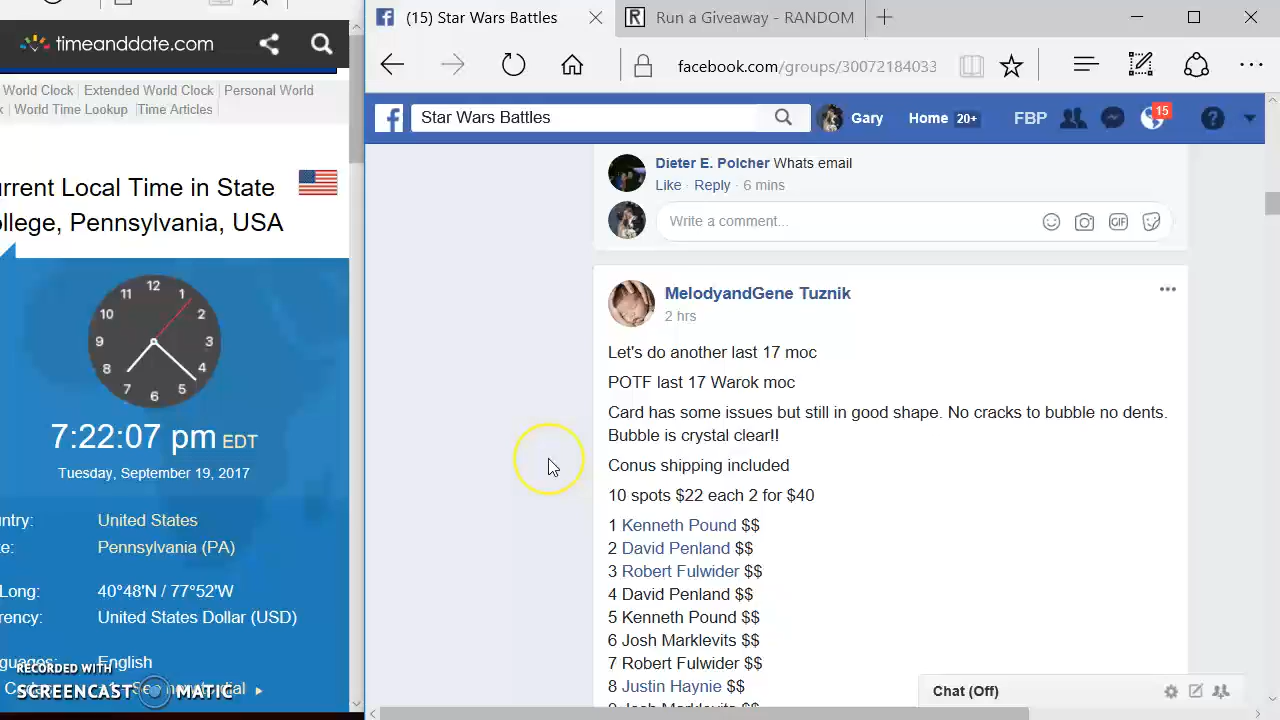 timeanddate.com
World Clock Extended World Clock Personal World
World Time Lookup Time Articles
rrent Local Time in State
llege, Pennsylvania, USA
12
11 1
10 2
9 3
8 4
7 5
6
7:22:07 pm EDT
Tuesday, September 19, 2017
ntry: United States
te: Pennsylvania (PA)
Long: 40°48'N / 77°52'W
rency: United States Dollar (USD)
guages: English
RECORDED WITH
SCREENCAST MATIC
(15) Star Wars Battles
Run a Giveaway - RANDOM
facebook.com/groups/30072184033
Star Wars Battles
Gary Home 20+ FBP 15
Dieter E. Polcher Whats email
Like · Reply · 6 mins
Write a comment...
GIF
MelodyandGene Tuznik
2 hrs
Let's do another last 17 moc
POTF last 17 Warok moc
Card has some issues but still in good shape. No cracks to bubble no dents.
Bubble is crystal clear!!
Conus shipping included
10 spots $22 each 2 for $40
1 Kenneth Pound $$
2 David Penland $$
3 Robert Fulwider $$
4 David Penland $$
5 Kenneth Pound $$
6 Josh Marklevits $$
7 Robert Fulwider $$
8 Justin Haynie $$
9 Josh Marklevits $$
Chat (Off)